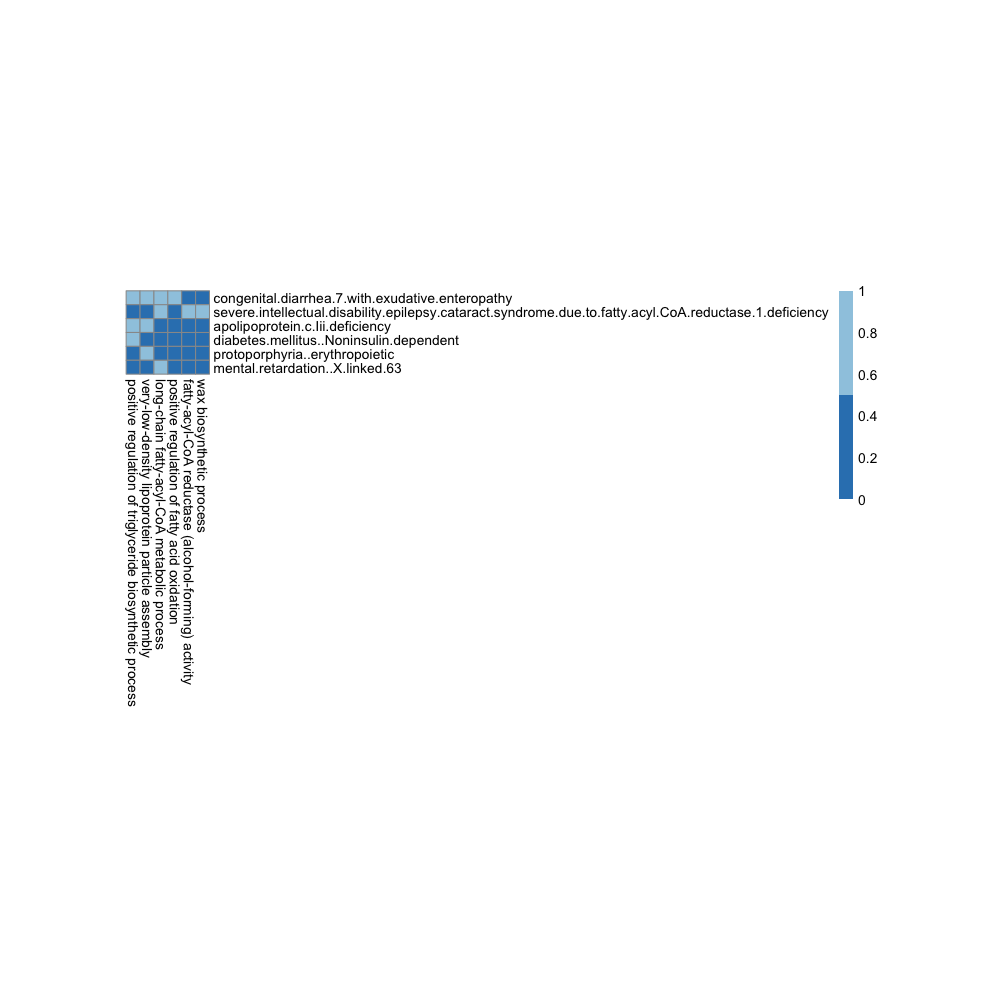 congenital.diarrhea.7.with.exudative.enteropathy
severe.intellectual.disability.epilepsy.cataract.syndrome.due.to.fatty.acyl.CoA.reductase.1.deficiency
apolipoprotein.c.Iii.deficiency
diabetes.mellitus..Noninsulin.dependent
protoporphyria..erythropoietic
mental.retardation..X.linked.63
positive regulation of triglyceride biosynthetic process
very-low-density lipoprotein particle assembly
long-chain fatty-acyl-CoA metabolic process
positive regulation of fatty acid oxidation
fatty-acyl-CoA reductase (alcohol-forming) activity
wax biosynthetic process
1
0.8
0.6
0.4
0.2
0